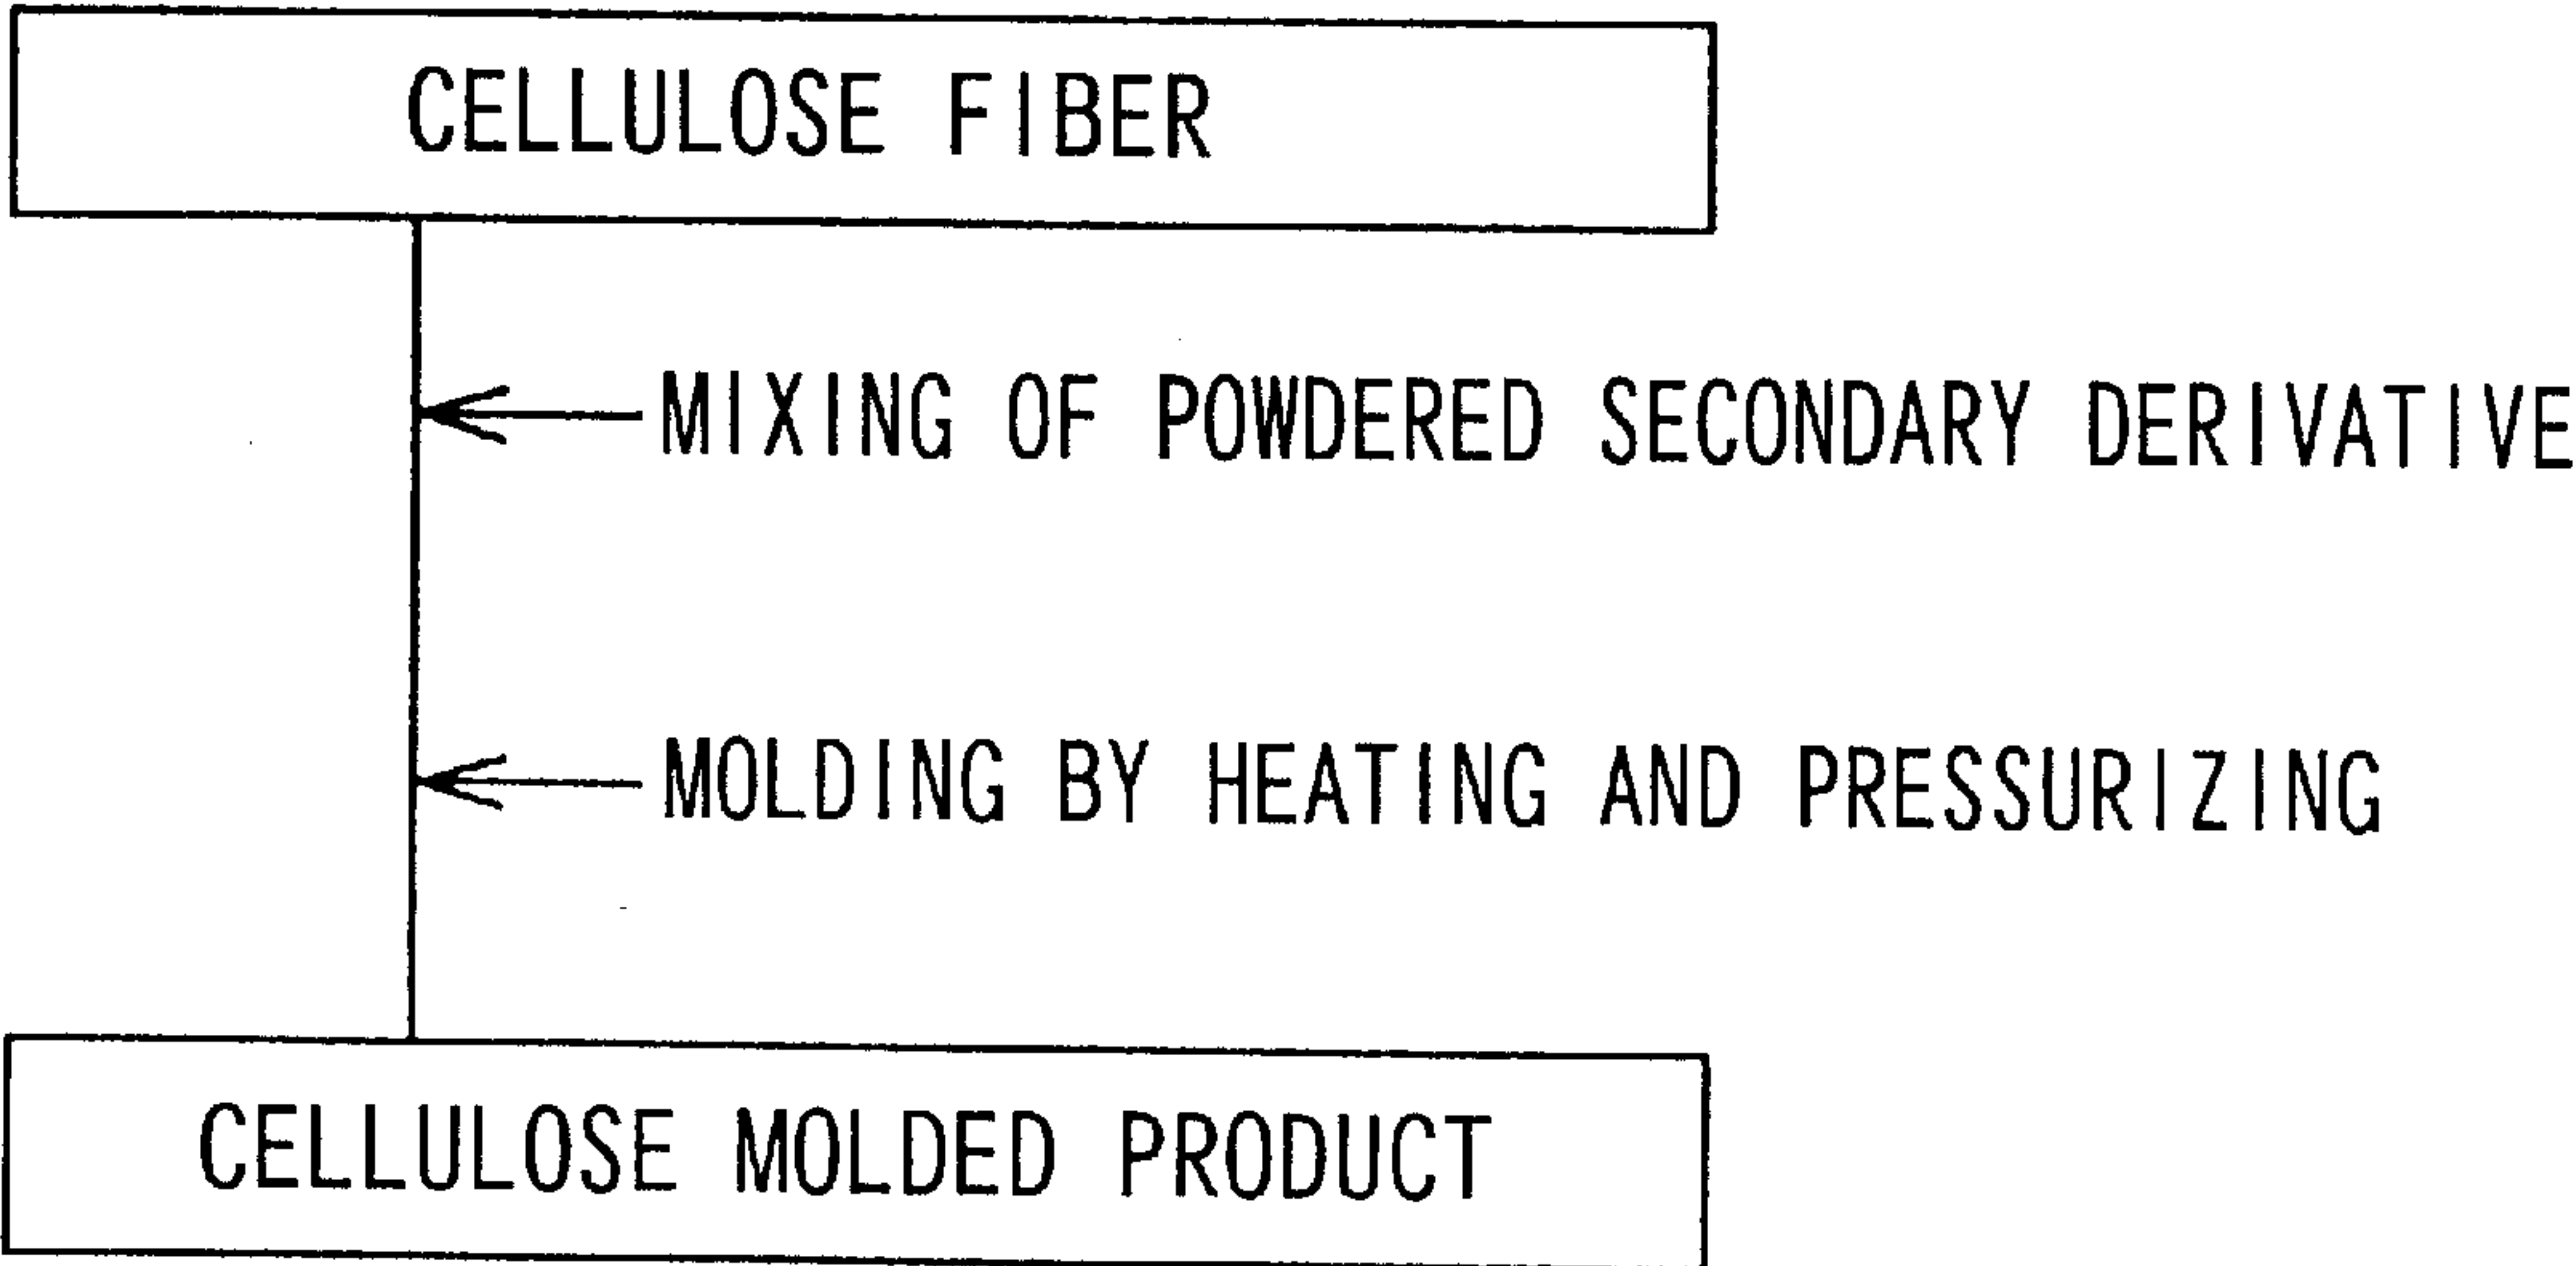 CELLULOSE FIBER
MIXING OF POWDERED SECONDARY DERIVATIVE
MOLDING BY HEATING AND PRESSURIZING
CELLULOSE MOLDED PRODUCT